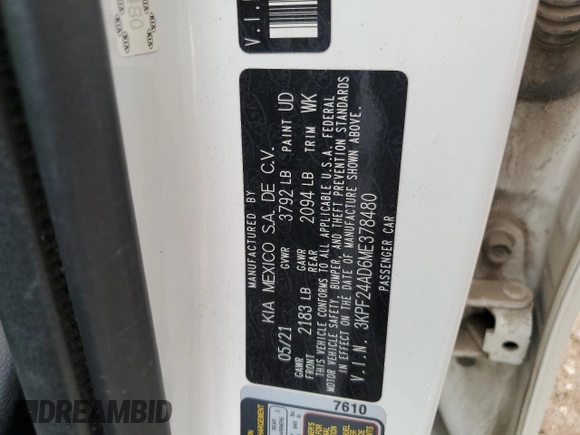 V.I.N
MANUFACTURED BY
KIA MEXICO S.A. DE C.V.
05/21 GVWR 3792 LB PAINT UD
GAWR FRONT 2183 LB GAWR REAR 2094 LB TRIM WK
THIS VEHICLE CONFORMS TO ALL APPLICABLE U.S.A. FEDERAL
MOTOR VEHICLE SAFETY, BUMPER, AND THEFT PREVENTION STANDARDS
IN EFFECT ON THE DATE OF MANUFACTURE SHOWN ABOVE.
V.I.N. 3KPF24AD6ME378480
PASSENGER CAR
7610
REAR
DREAMBID